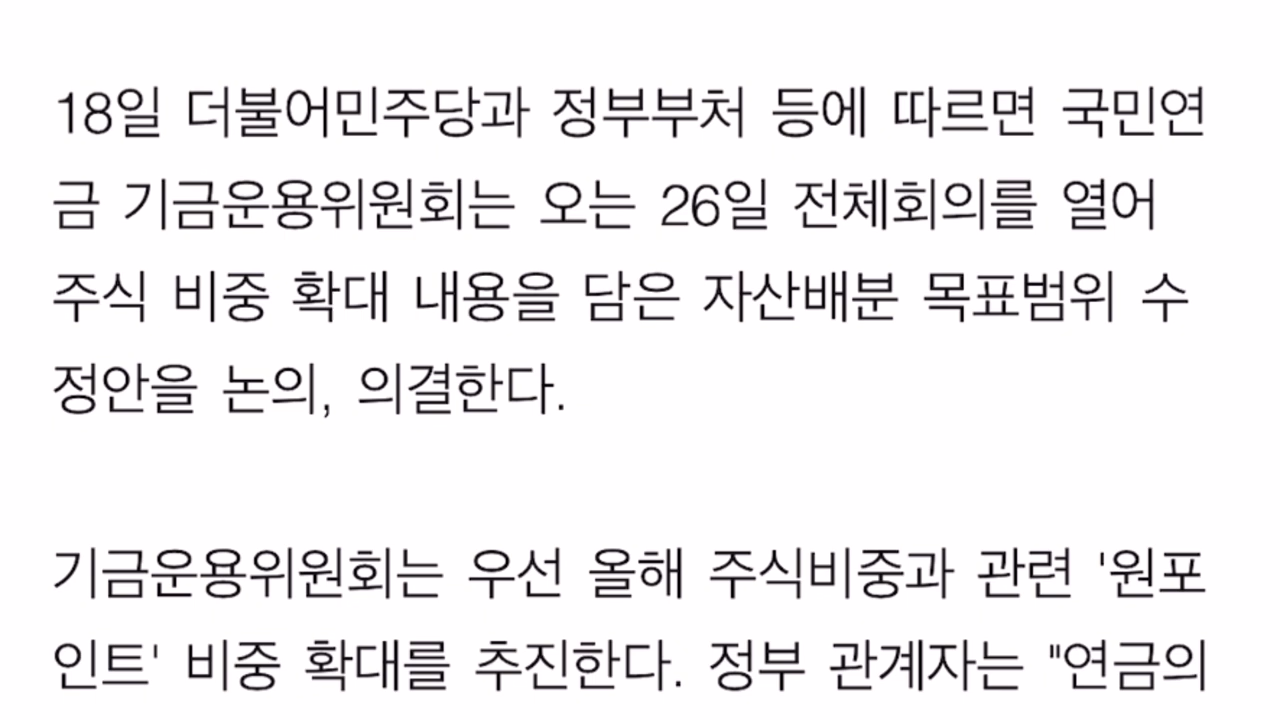 18일 더불어민주당과 정부부처 등에 따르면 국민연
금 기금운용위원회는 오는 26일 전체회의를 열어
주식 비중 확대 내용을 담은 자산배분 목표범위 수
정안을 논의, 의결한다.
기금운용위원회는 우선 올해 주식비중과 관련 '원포
인트' 비중 확대를 추진한다. 정부 관계자는 "연금의